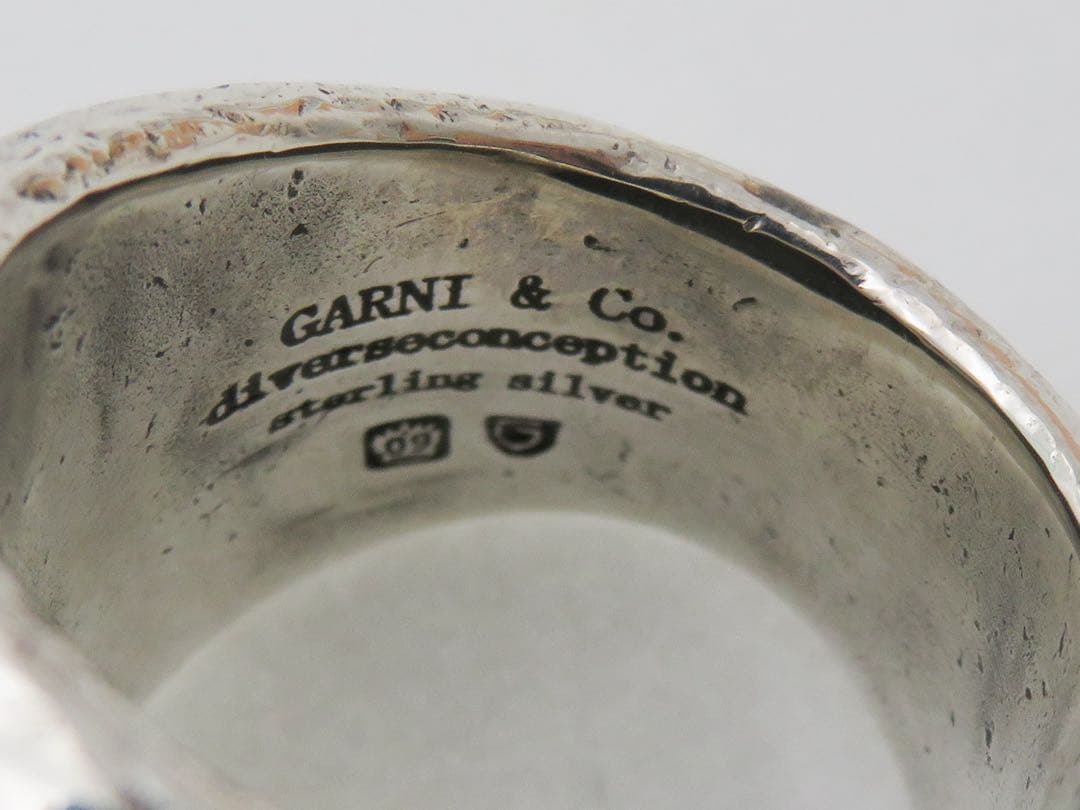 GARNI & Co.
diverseconception
sterling silver
09 G